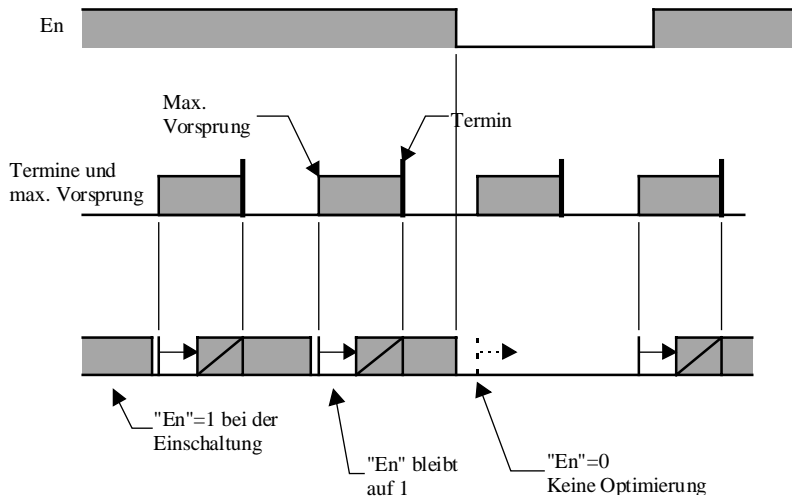 En
Max.
Vorsprung
Termin
Termine und
max. Vorsprung
"En"=1 bei der
Einschaltung
"En" bleibt
auf 1
"En"=0
Keine Optimierung